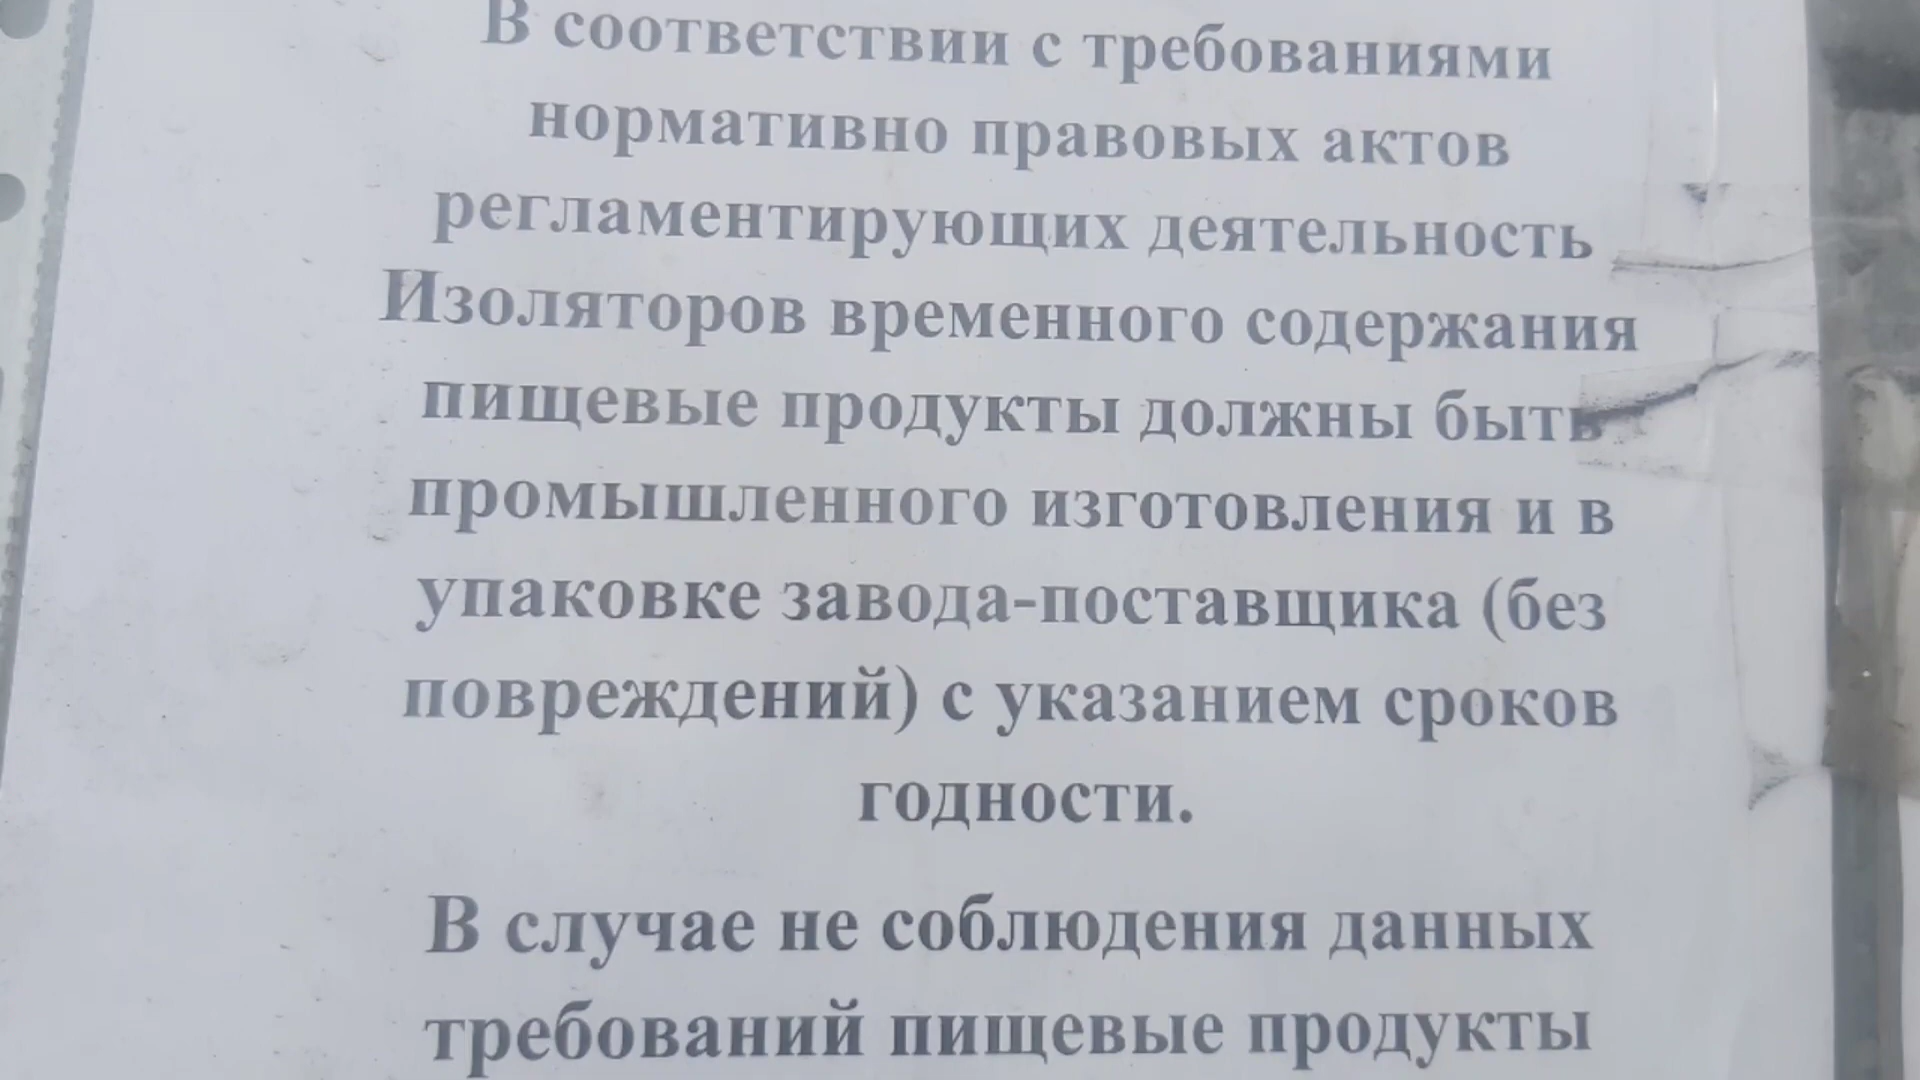 В соответствии с требованиями
нормативно правовых актов
регламентирующих деятельность
Изоляторов временного содержания
пищевые продукты должны быть
промышленного изготовления и в
упаковке завода-поставщика (без
повреждений) с указанием сроков
годности.
В случае не соблюдения данных
требований пищевые продукты